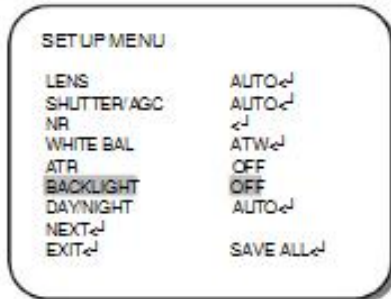 SETUP MENU
LENS AUTO↵
SHUTTER/AGC AUTO↵
NR ↵
WHITE BAL ATW↵
ATR OFF
BACKLIGHT OFF
DAY/NIGHT AUTO↵
NEXT↵
EXIT↵ SAVE ALL↵